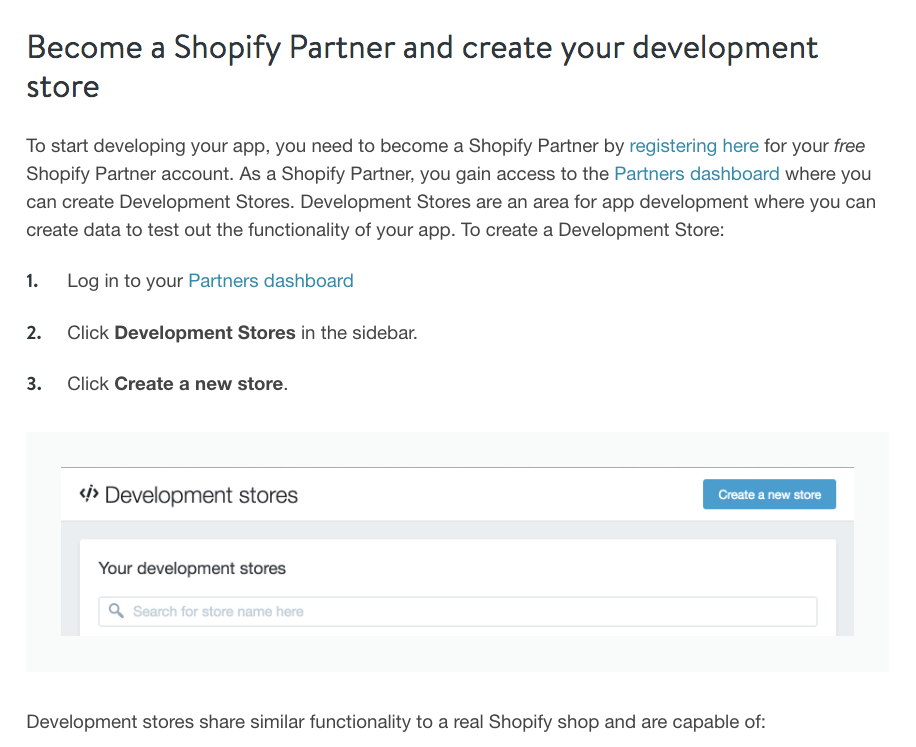 Become a Shopify Partner and create your development
store
To start developing your app, you need to become a Shopify Partner by registering here for your free
Shopify Partner account. As a Shopify Partner, you gain access to the Partners dashboard where you
can create Development Stores. Development Stores are an area for app development where you can
create data to test out the functionality of your app. To create a Development Store:
1. Log in to your Partners dashboard
2. Click Development Stores in the sidebar.
3. Click Create a new store.
</> Development stores
Create a new store
Your development stores
Search for store name here
Development stores share similar functionality to a real Shopify shop and are capable of: